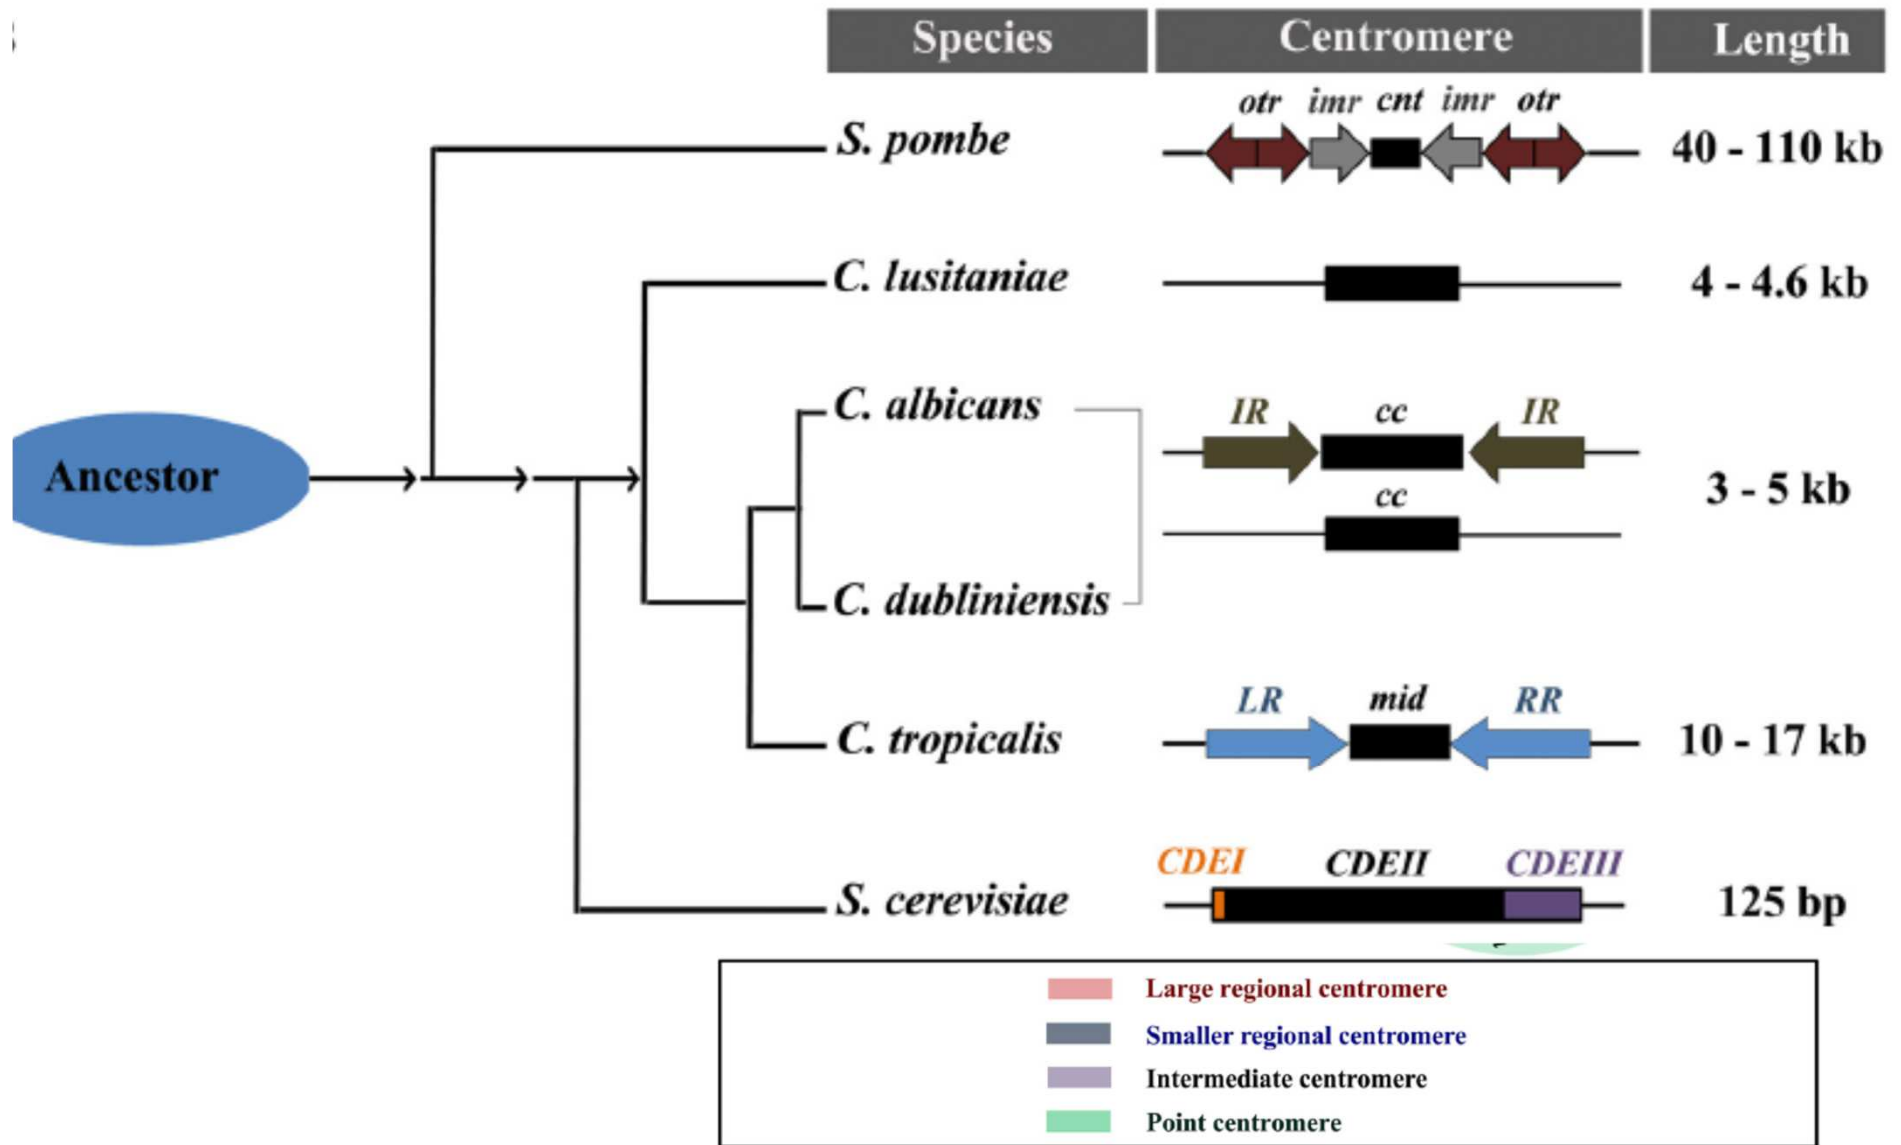 Species Centromere Length
otr imr cnt imr otr
S. pombe 40 - 110 kb
C. lusitaniae 4 - 4.6 kb
C. albicans IR cc IR
Ancestor 3 - 5 kb
cc
C. dubliniensis
LR mid RR
C. tropicalis 10 - 17 kb
CDEI CDEII CDEIII
S. cerevisiae 125 bp
Large regional centromere
Smaller regional centromere
Intermediate centromere
Point centromere